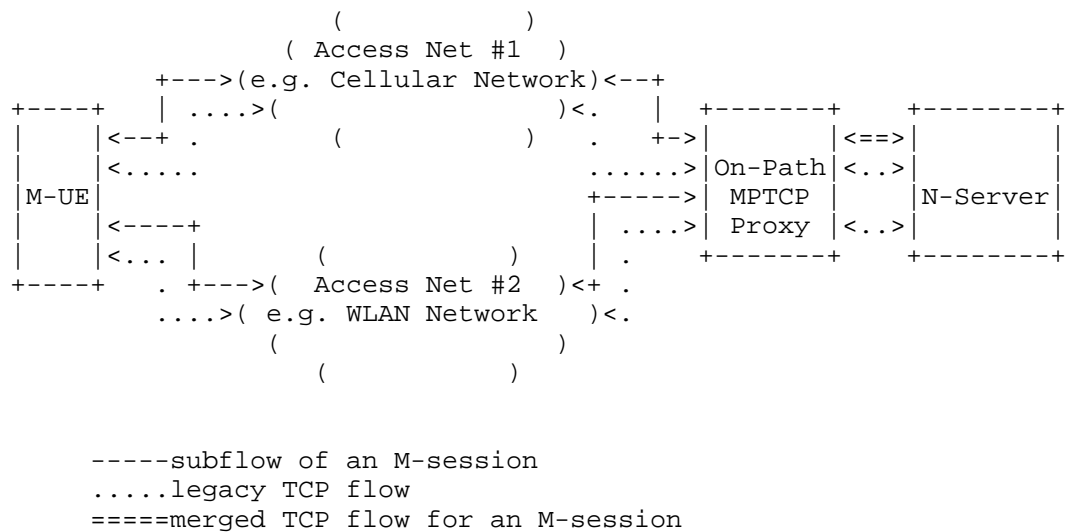 ( )
( Access Net #1 )
+--->(e.g. Cellular Network)<--+
+----+ | ....>( )<. | +-------+ +--------+
| |<--+ . ( ) . +->| |<==>| |
| |<..... ......>|On-Path|<..>| |
|M-UE| +----->| MPTCP | |N-Server|
| |<----+ | ....>| Proxy |<..>| |
| |<... | ( ) | . +-------+ +--------+
+----+ . +--->( Access Net #2 )<+ .
....>( e.g. WLAN Network )<.
( )
( )
-----subflow of an M-session
.....legacy TCP flow
=====merged TCP flow for an M-session